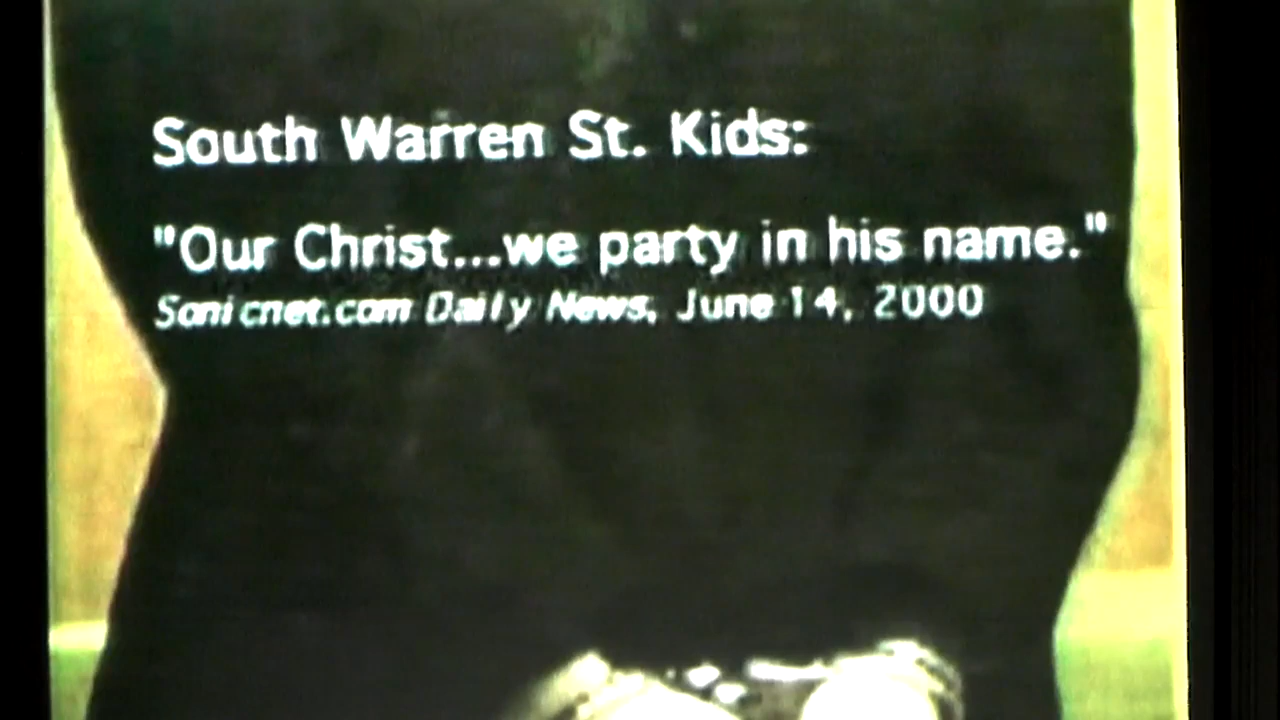 South Warren St. Kids:
"Our Christ...we party in his name."
Sonicnet.com Daily News, June 14, 2000